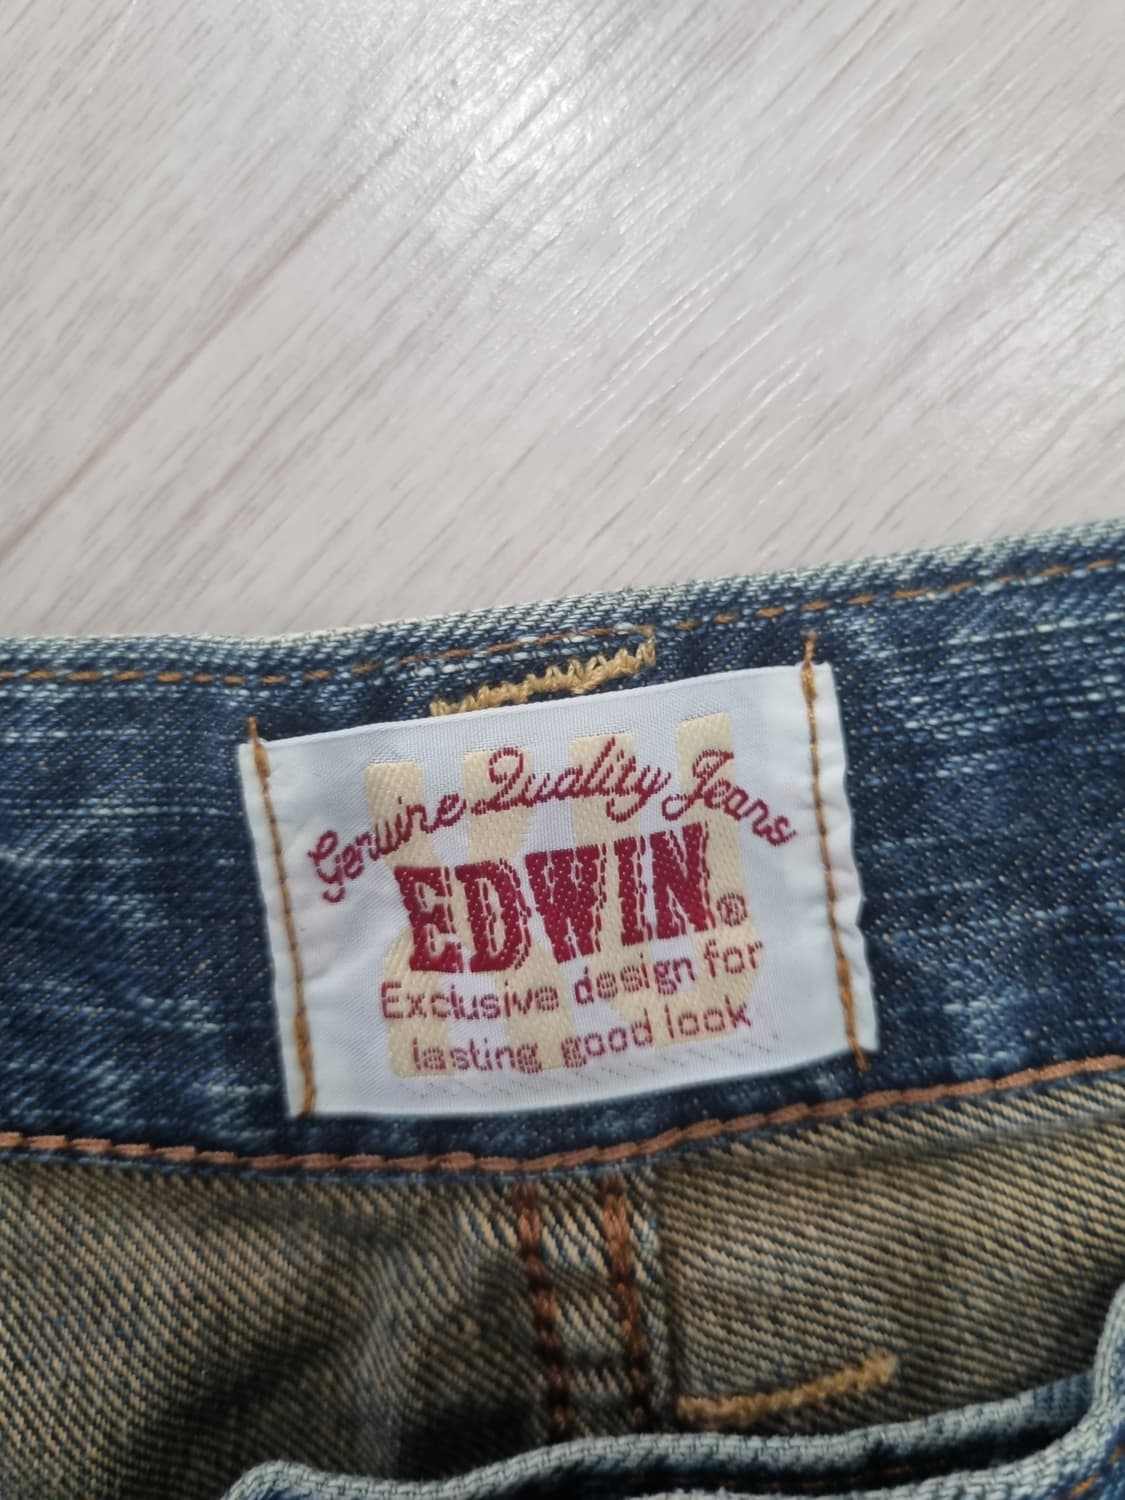 Genuine Quality Jeans
EDWIN®
Exclusive design for
lasting good look